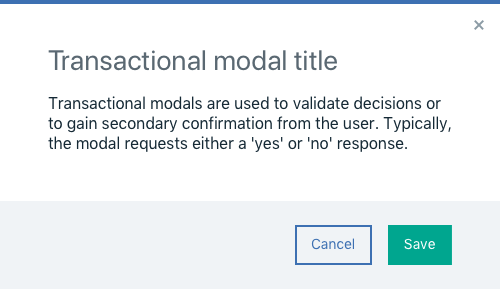 Transactional modal title
Transactional modals are used to validate decisions or
to gain secondary confirmation from the user. Typically,
the modal requests either a 'yes' or 'no' response.
Cancel Save